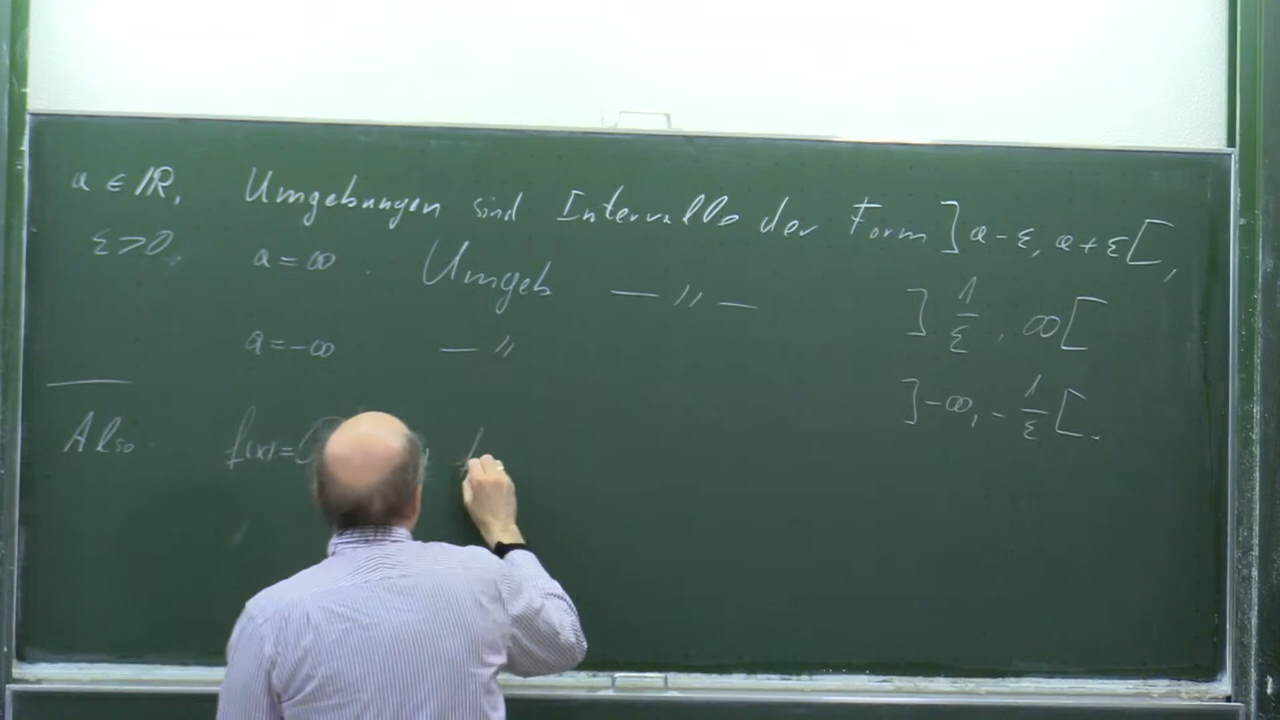 a ∈ ℝ, Umgebungen sind Intervalle der Form ]a-ε, a+ε[,
ε>0, a=∞. Umgeb —〃— ]1/ε, ∞[
a=-∞ —〃 ]-∞, -1/ε[.
Also f(x)=